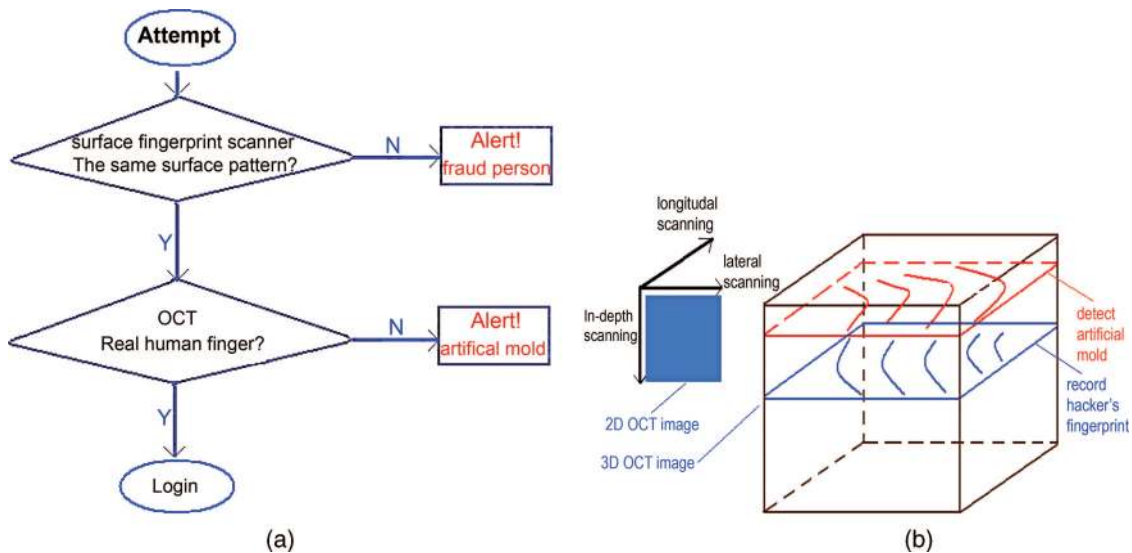 Attempt
surface fingerprint scanner
The same surface pattern?
N
Alert!
fraud person
Y
OCT
Real human finger?
N
Alert!
artifical mold
Y
Login
(a)
longitudal
scanning
lateral
scanning
In-depth
scanning
2D OCT image
3D OCT image
detect
artificial
mold
record
hacker's
fingerprint
(b)